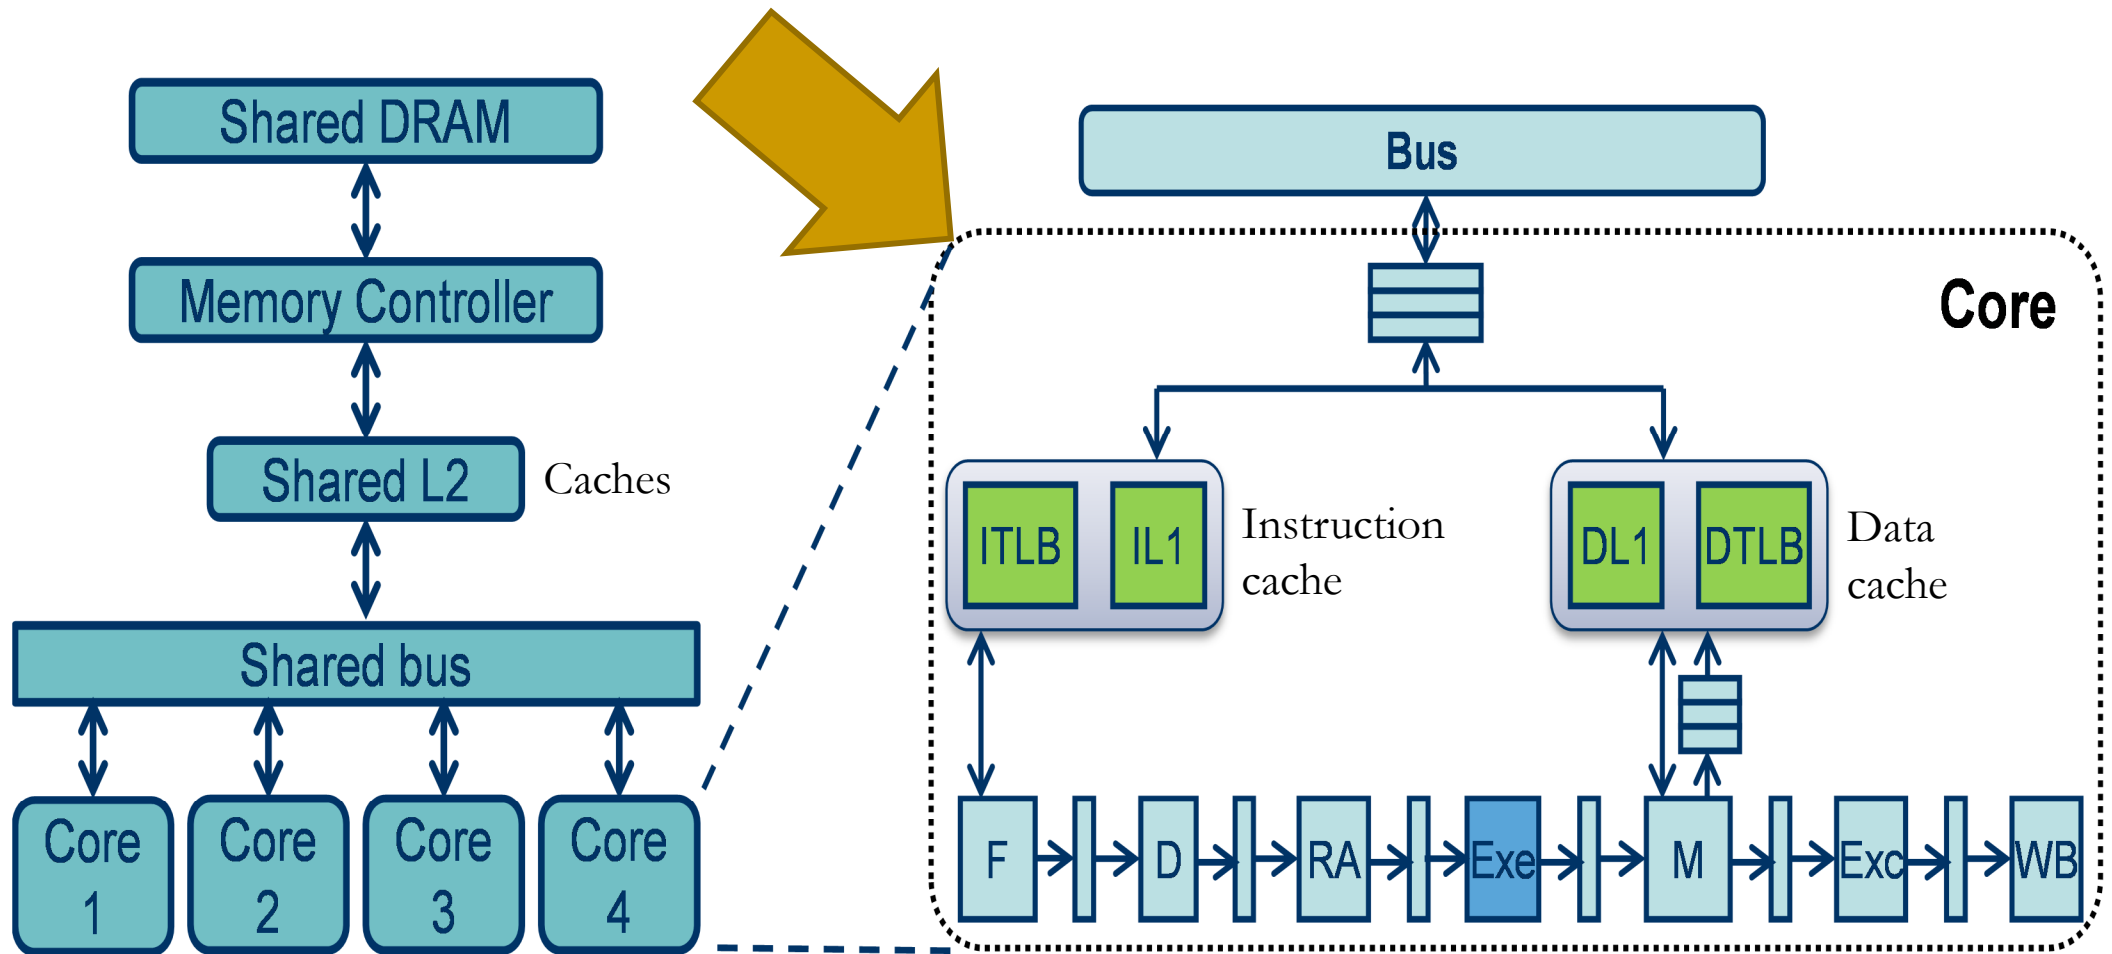 Shared DRAM
Memory Controller
Shared L2
Caches
Shared bus
Core
1
Core
2
Core
3
Core
4
Bus
Core
ITLB
IL1
Instruction
cache
DL1
DTLB
Data
cache
F
D
RA
Exe
M
Exc
WB